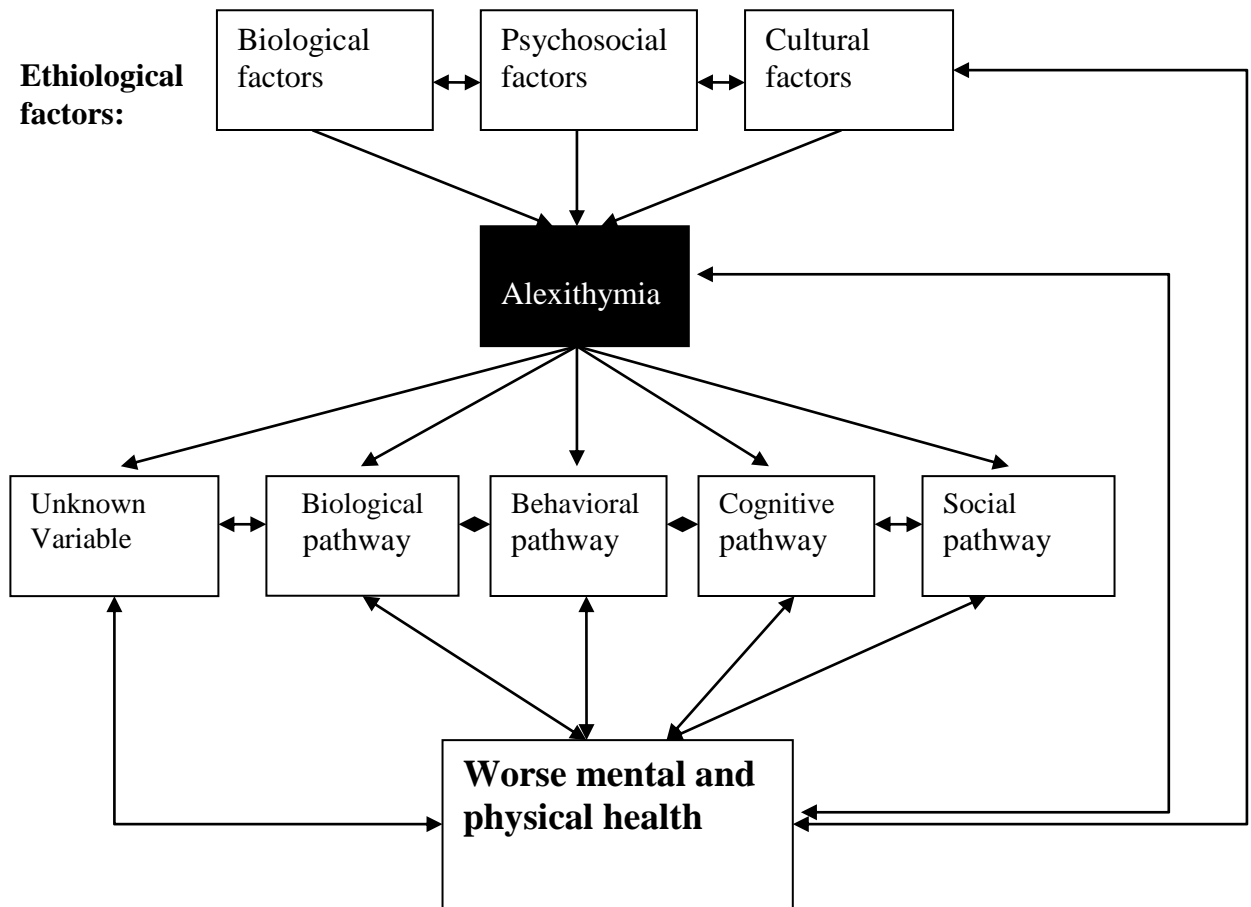 Biological
factors
Psychosocial
factors
Cultural
factors
Ethiological
factors:
Alexithymia
Unknown
Variable
Biological
pathway
Behavioral
pathway
Cognitive
pathway
Social
pathway
Worse mental and
physical health